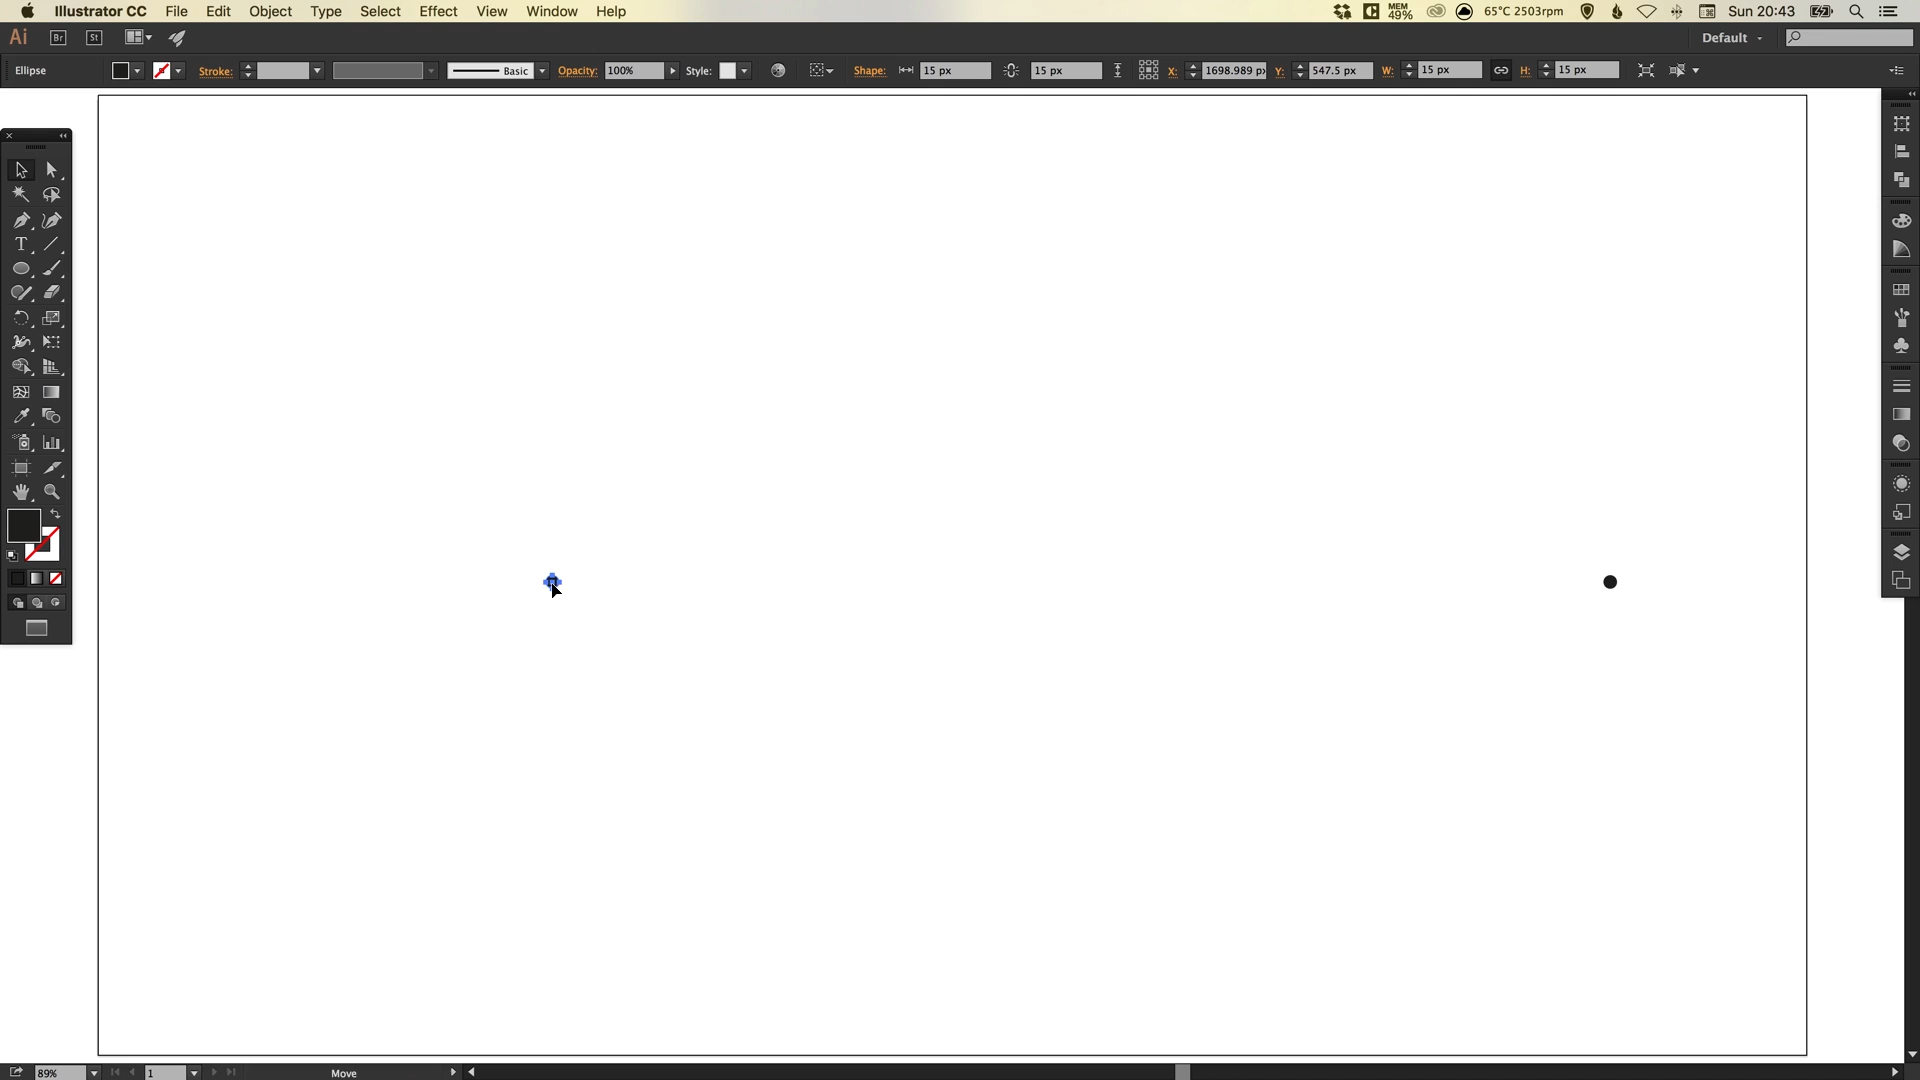 Illustrator CC File Edit Object Type Select Effect View Window Help MEM 49% 65°C 2503rpm Sun 20:43
Ai Br St Default
Ellipse Stroke: Basic Opacity: 100% Style: Shape: 15 px 15 px X: 1698.989 px Y: 547.5 px W: 15 px H: 15 px
T
89% 1 Move